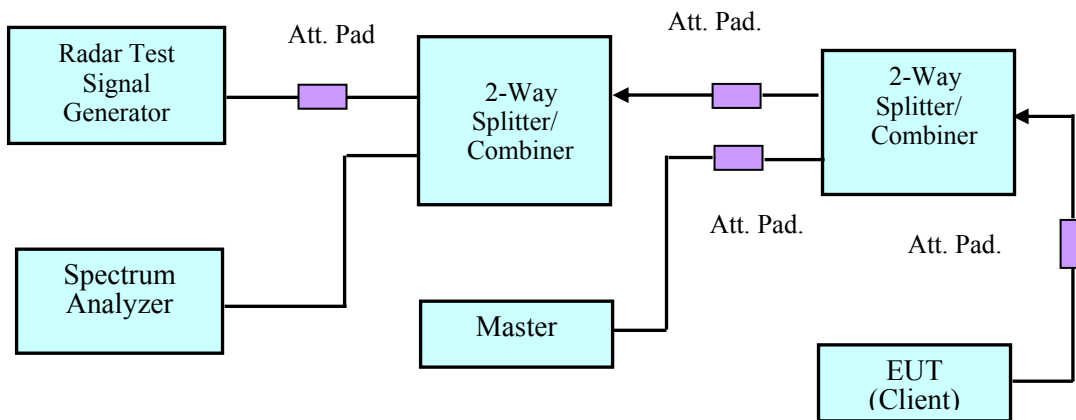 Radar Test
Signal
Generator
Att. Pad
2-Way
Splitter/
Combiner
Att. Pad.
2-Way
Splitter/
Combiner
Att. Pad.
Att. Pad.
Spectrum
Analyzer
Master
EUT
(Client)